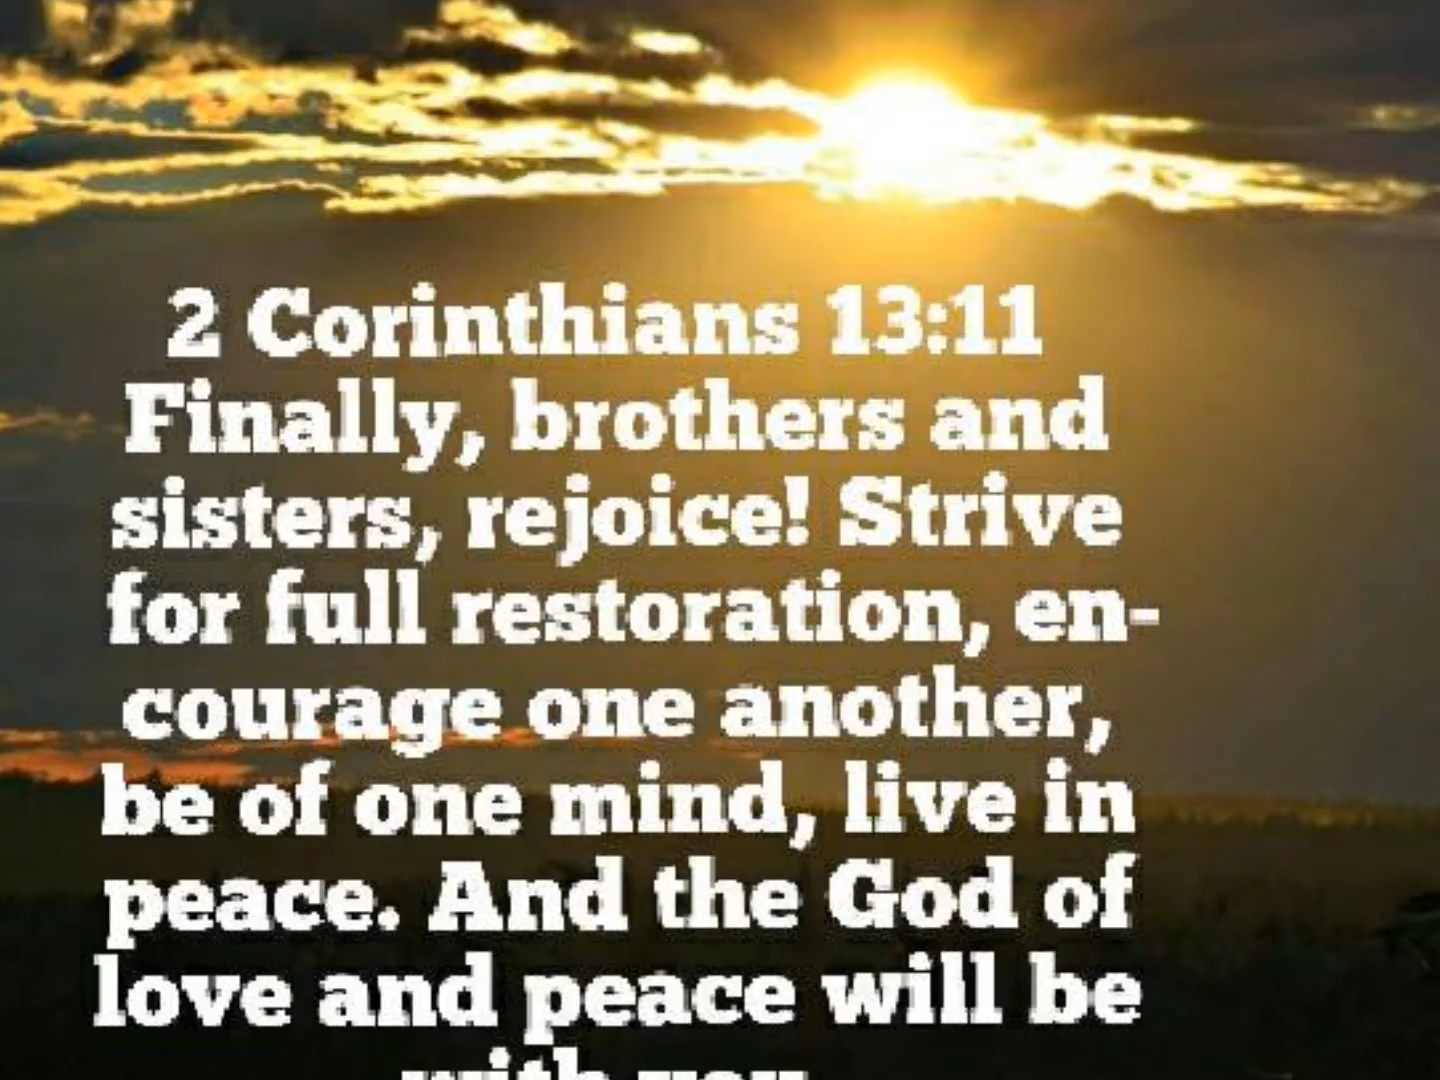 2 Corinthians 13:11
Finally, brothers and
sisters, rejoice! Strive
for full restoration, en-
courage one another,
be of one mind, live in
peace. And the God of
love and peace will be
with you